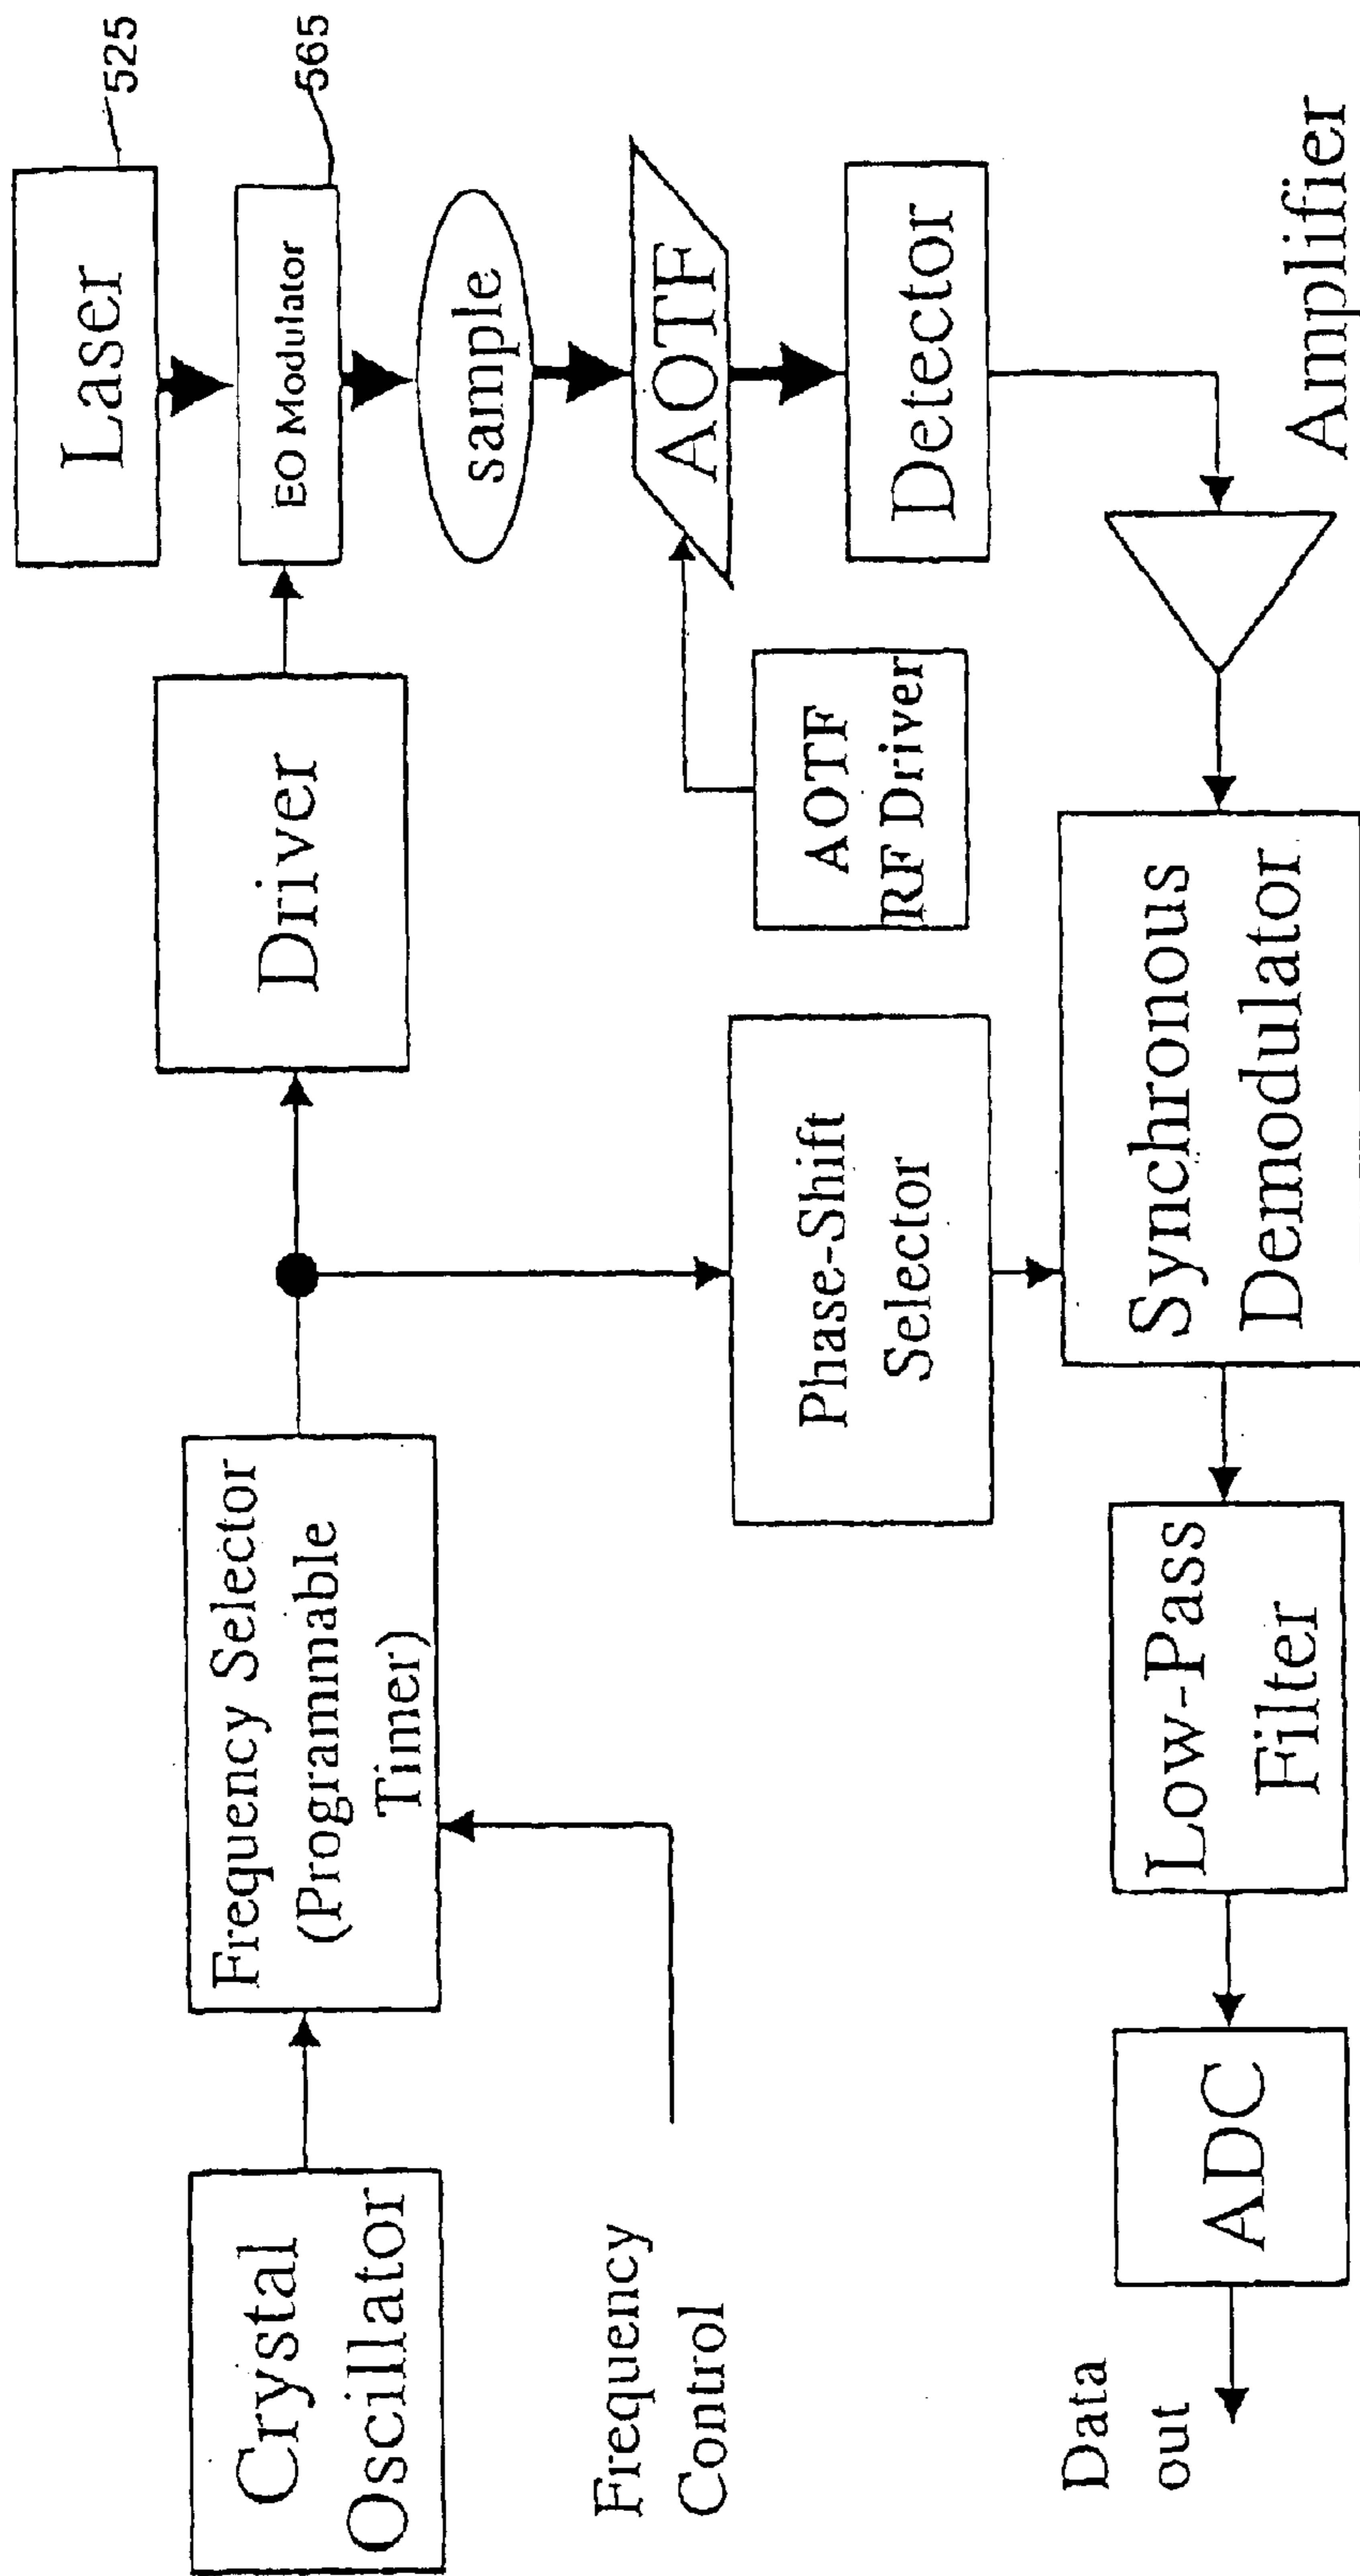 Crystal
Oscillator
Frequency Selector
(Programmable
Timer)
Driver
Laser
525
EO Modulator
565
sample
AOTF
Detector
Amplifier
AOTF
RF Driver
Phase-Shift
Selector
Frequency
Control
Synchronous
Demodulator
Low-Pass
Filter
ADC
Data
out